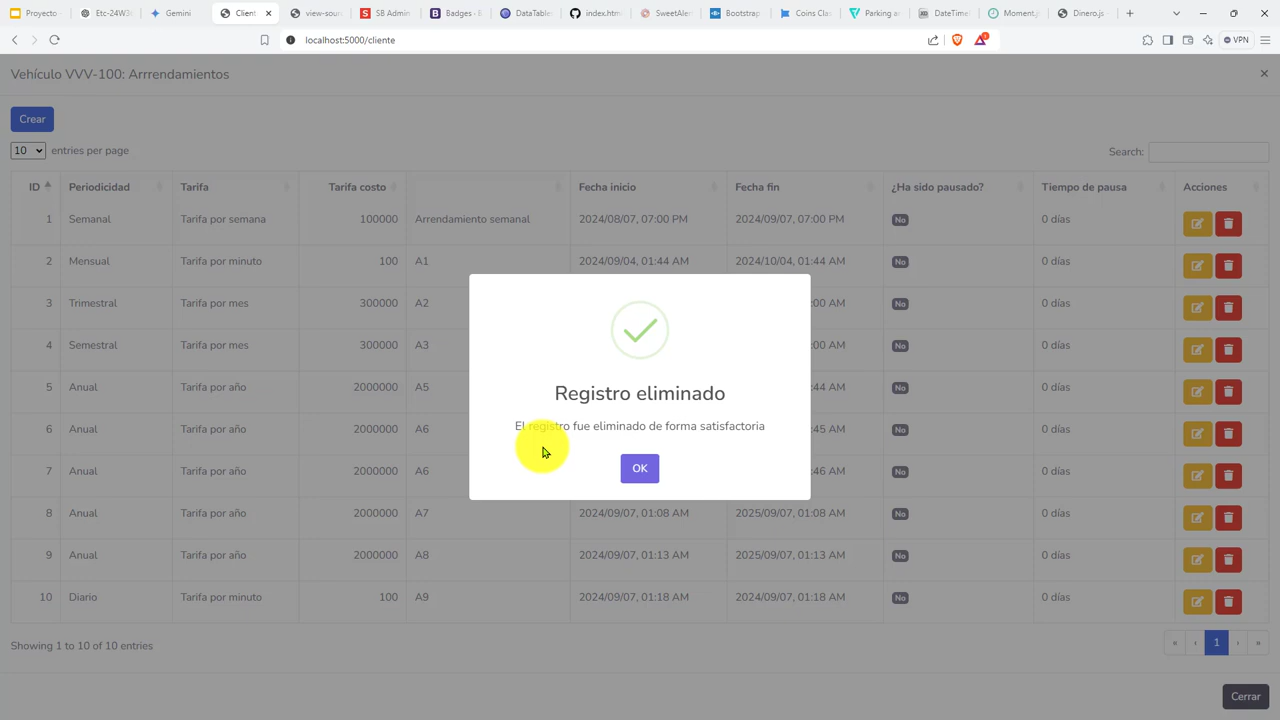 Proyecto
Etc-24W3
Gemini
Client
view-sour
SB Admin
Badges - B
DataTable
index.htm
SweetAler
Bootstrap
Coins Clas
Parking ar
DateTime
Moment.j
Dinero.js
localhost:5000/cliente
VPN
Vehículo VVV-100: Arrrendamientos
Crear
10 entries per page
Search:
ID Periodicidad Tarifa Tarifa costo Fecha inicio Fecha fin ¿Ha sido pausado? Tiempo de pausa Acciones
1 Semanal Tarifa por semana 100000 Arrendamiento semanal 2024/08/07, 07:00 PM 2024/09/07, 07:00 PM No 0 días
2 Mensual Tarifa por minuto 100 A1 2024/09/04, 01:44 AM 2024/10/04, 01:44 AM No 0 días
3 Trimestral Tarifa por mes 300000 A2 :00 AM No 0 días
4 Semestral Tarifa por mes 300000 A3 :00 AM No 0 días
5 Anual Tarifa por año 2000000 A5 :44 AM No 0 días
6 Anual Tarifa por año 2000000 A6 :45 AM No 0 días
7 Anual Tarifa por año 2000000 A6 :46 AM No 0 días
8 Anual Tarifa por año 2000000 A7 2024/09/07, 01:08 AM 2025/09/07, 01:08 AM No 0 días
9 Anual Tarifa por año 2000000 A8 2024/09/07, 01:13 AM 2025/09/07, 01:13 AM No 0 días
10 Diario Tarifa por minuto 100 A9 2024/09/07, 01:18 AM 2024/09/07, 01:18 AM No 0 días
Registro eliminado
El registro fue eliminado de forma satisfactoria
OK
Showing 1 to 10 of 10 entries
« ‹ 1 › »
Cerrar